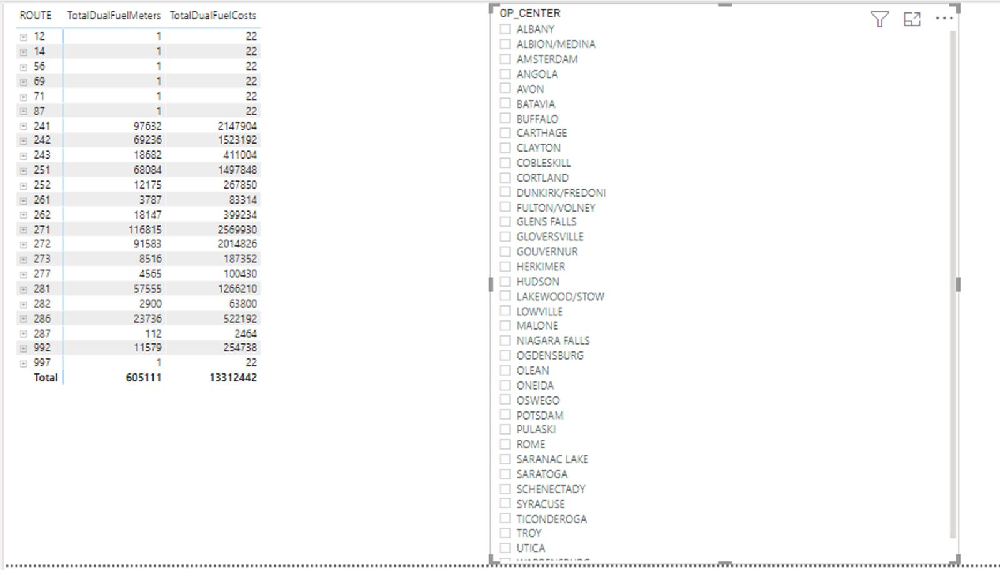 ROUTE TotalDualFuelMeters TotalDualFuelCosts
12 1 22
14 1 22
56 1 22
69 1 22
71 1 22
87 1 22
241 97632 2147904
242 69236 1523192
243 18682 411004
251 68084 1497848
252 12175 267850
261 3787 83314
262 18147 399234
271 116815 2569930
272 91583 2014826
273 8516 187352
277 4565 100430
281 57555 1266210
282 2900 63800
286 23736 522192
287 112 2464
992 11579 254738
997 1 22
Total 605111 13312442
OP_CENTER
ALBANY
ALBION/MEDINA
AMSTERDAM
ANGOLA
AVON
BATAVIA
BUFFALO
CARTHAGE
CLAYTON
COBLESKILL
CORTLAND
DUNKIRK/FREDONI
FULTON/VOLNEY
GLENS FALLS
GLOVERSVILLE
GOUVERNUR
HERKIMER
HUDSON
LAKEWOOD/STOW
LOWVILLE
MALONE
NIAGARA FALLS
OGDENSBURG
OLEAN
ONEIDA
OSWEGO
POTSDAM
PULASKI
ROME
SARANAC LAKE
SARATOGA
SCHENECTADY
SYRACUSE
TICONDEROGA
TROY
UTICA